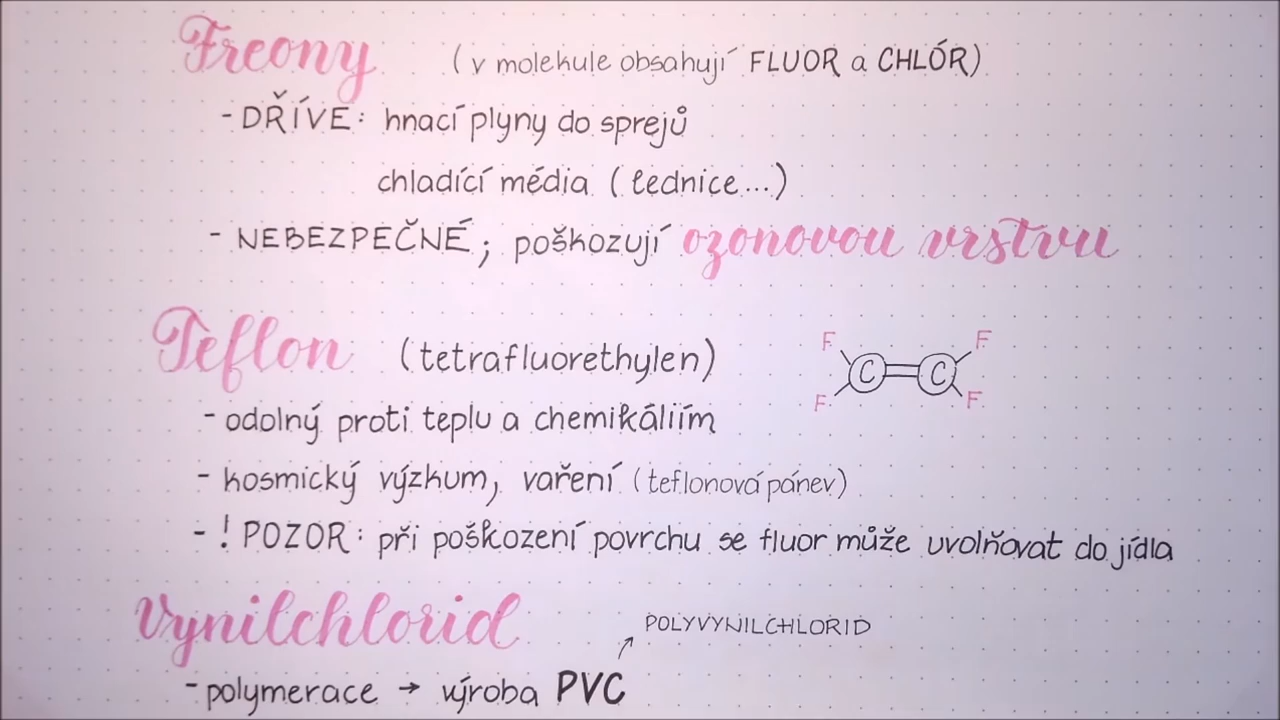 Freony (v molekule obsahují FLUOR a CHLÓR)
- DŘÍVE: hnací plyny do sprejů
chladící média (lednice...)
- NEBEZPEČNÉ; poškozují ozonovou vrstvu
Teflon (tetrafluorethylen)
F F
C C
F F
- odolný proti teplu a chemikáliím
- kosmický výzkum, vaření (teflonová pánev)
- ! POZOR: při poškození povrchu se fluor může uvolňovat do jídla
Vynilchlorid
POLYVYNILCHLORID
- polymerace → výroba PVC